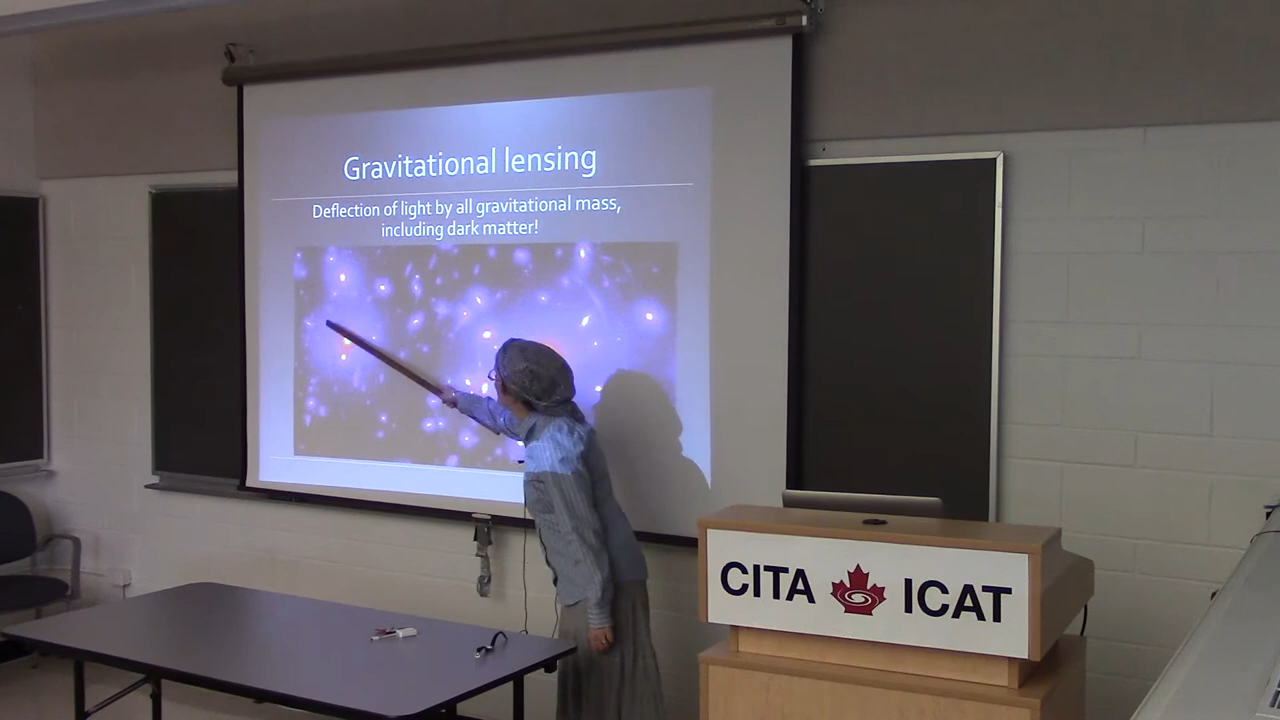 Gravitational lensing
Deflection of light by all gravitational mass,
including dark matter!
CITA ICAT